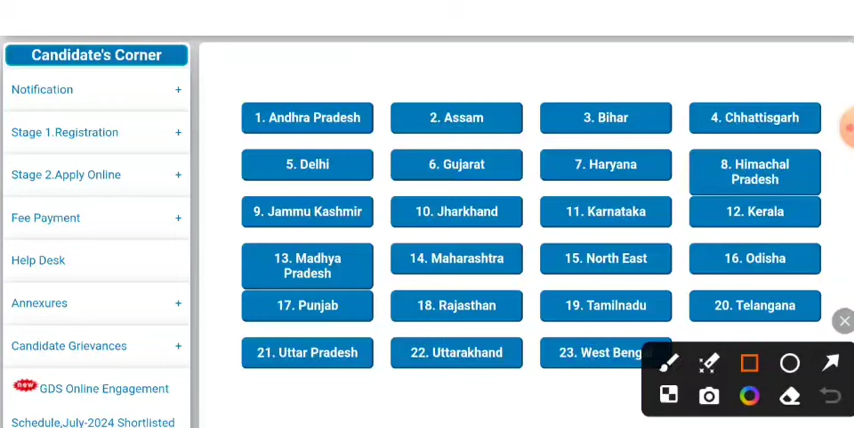 Candidate's Corner
Notification +
Stage 1.Registration +
Stage 2.Apply Online +
Fee Payment +
Help Desk
Annexures +
Candidate Grievances +
new GDS Online Engagement
Schedule,July-2024 Shortlisted
1. Andhra Pradesh
2. Assam
3. Bihar
4. Chhattisgarh
5. Delhi
6. Gujarat
7. Haryana
8. Himachal
Pradesh
9. Jammu Kashmir
10. Jharkhand
11. Karnataka
12. Kerala
13. Madhya
Pradesh
14. Maharashtra
15. North East
16. Odisha
17. Punjab
18. Rajasthan
19. Tamilnadu
20. Telangana
21. Uttar Pradesh
22. Uttarakhand
23. West Beng